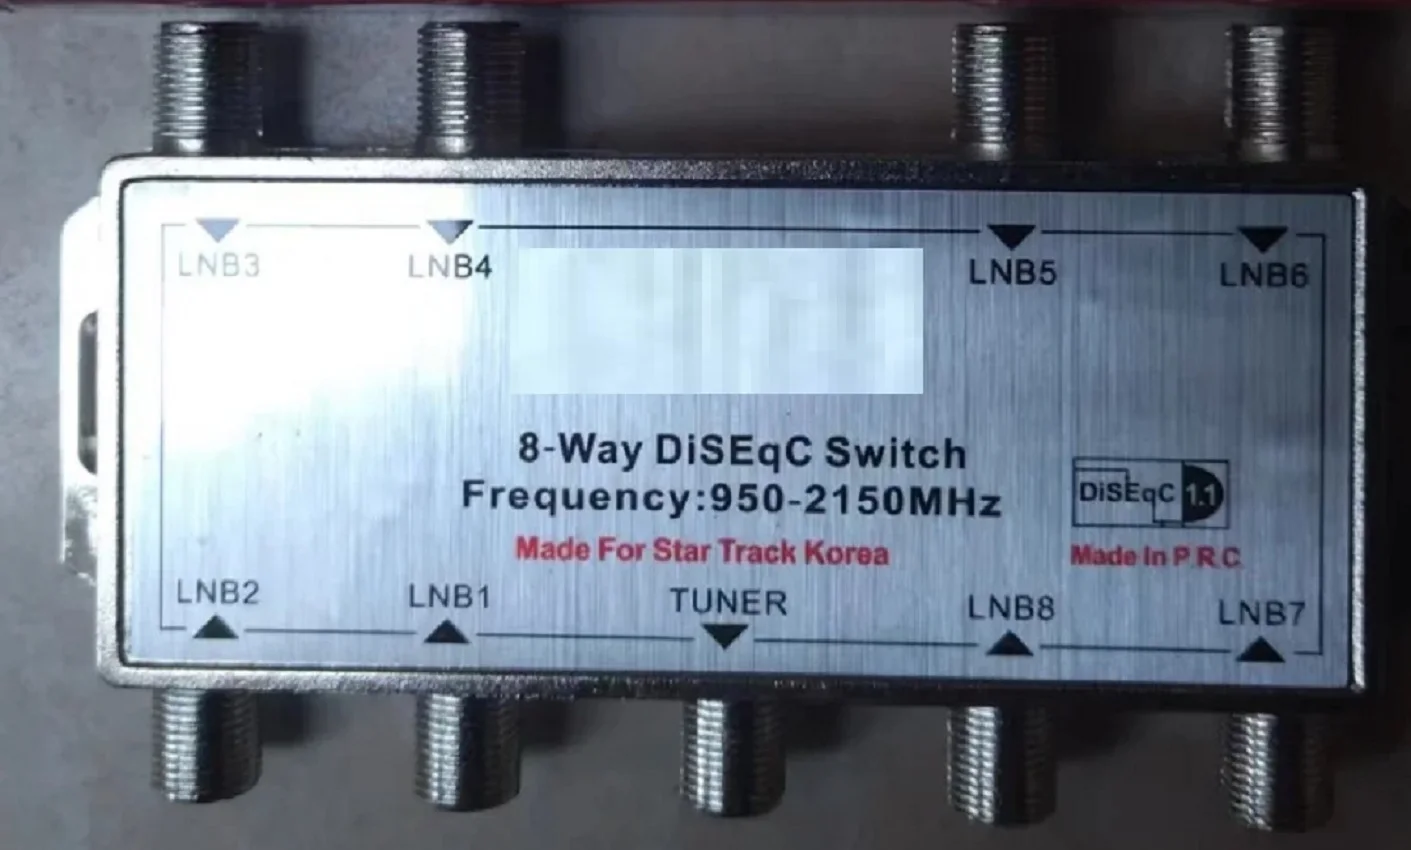 LNB3 LNB4 LNB5 LNB6
8-Way DiSEqC Switch
Frequency:950-2150MHz
DiSEqC 1.1
Made For Star Track Korea
Made In P.R.C
LNB2 LNB1 TUNER LNB8 LNB7